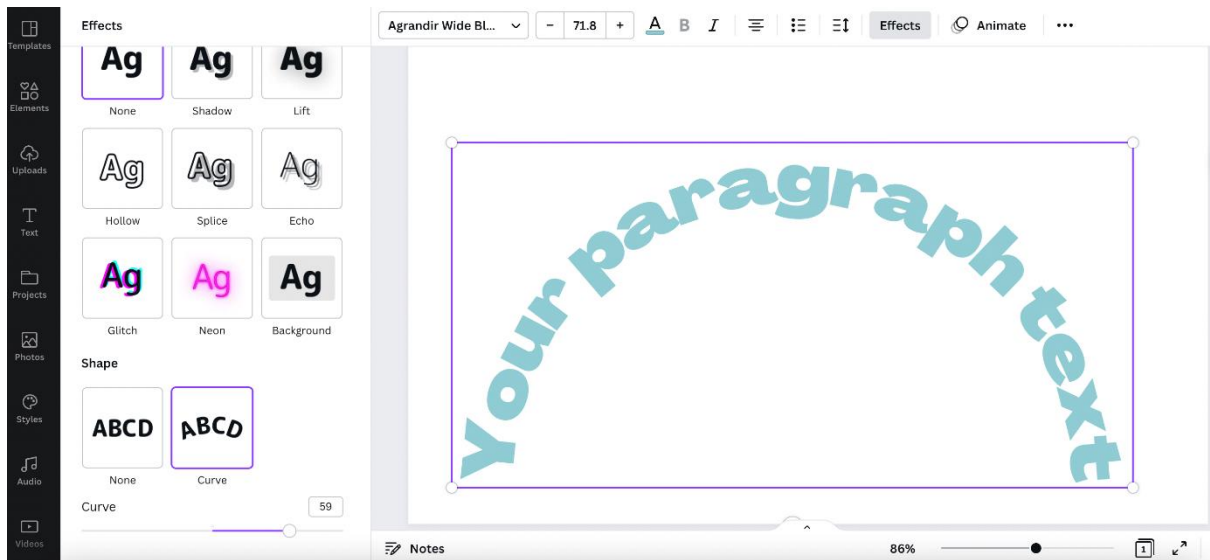 Templates
Elements
Uploads
Text
Projects
Photos
Styles
Audio
Videos
Effects
Ag Ag Ag
None Shadow Lift
Ag Ag Ag
Hollow Splice Echo
Ag Ag Ag
Glitch Neon Background
Shape
ABCD ABCD
None Curve
Curve 59
Agrandir Wide Bl... – 71.8 + A B I Effects Animate
Your paragraph text
Notes 86% 1